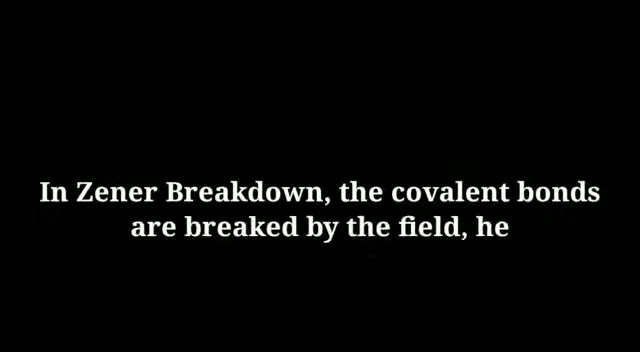 In Zener Breakdown, the covalent bonds
are breaked by the field, he